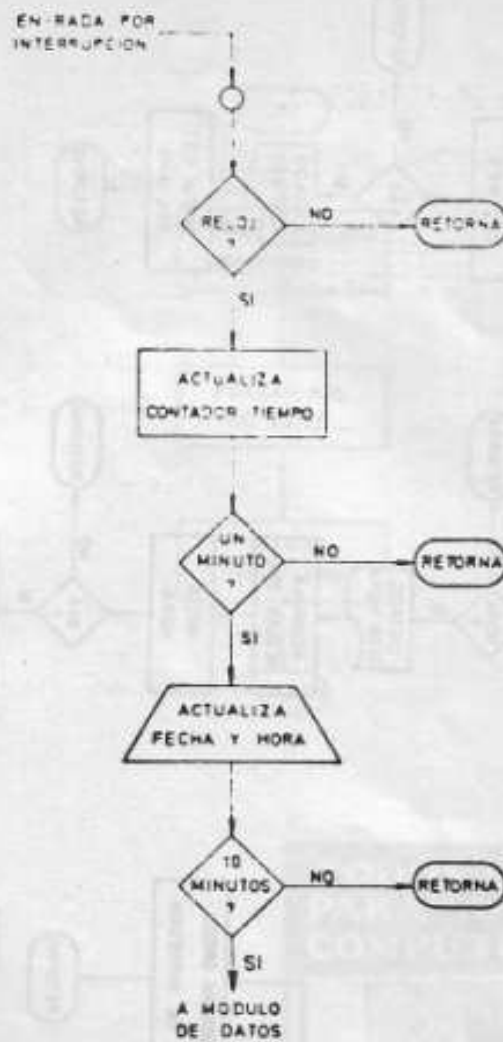 EN RADA POR
INTERRUPCION
RELOJ
?
NO
RETORNA
SI
ACTUALIZA
CONTADOR TIEMPO
UN
MINUTO
?
NO
RETORNA
SI
ACTUALIZA
FECHA Y HORA
10
MINUTOS
?
NO
RETORNA
SI
A MODULO
DE DATOS